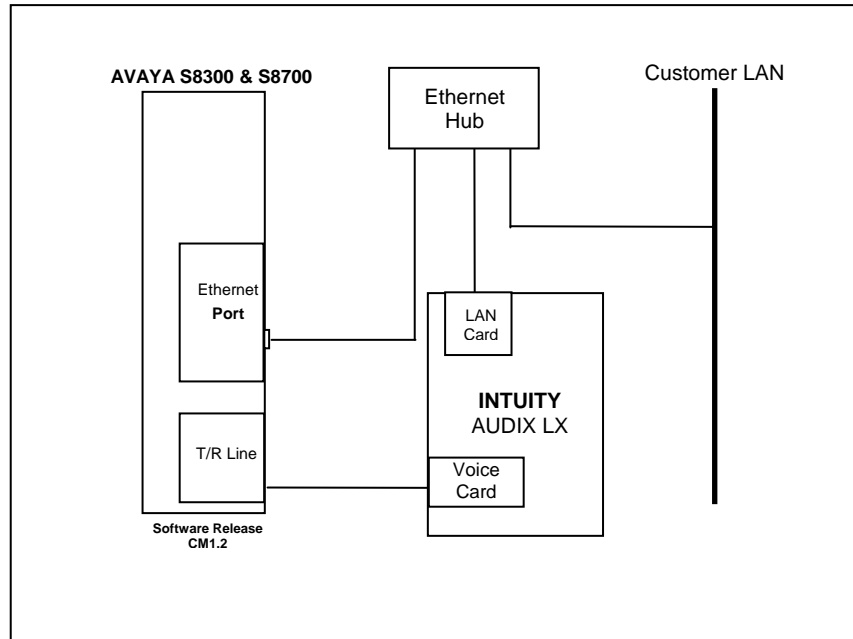 AVAYA S8300 & S8700
Ethernet
Hub
Customer LAN
Ethernet
Port
LAN
Card
INTUITY
AUDIX LX
T/R Line
Voice
Card
Software Release
CM1.2